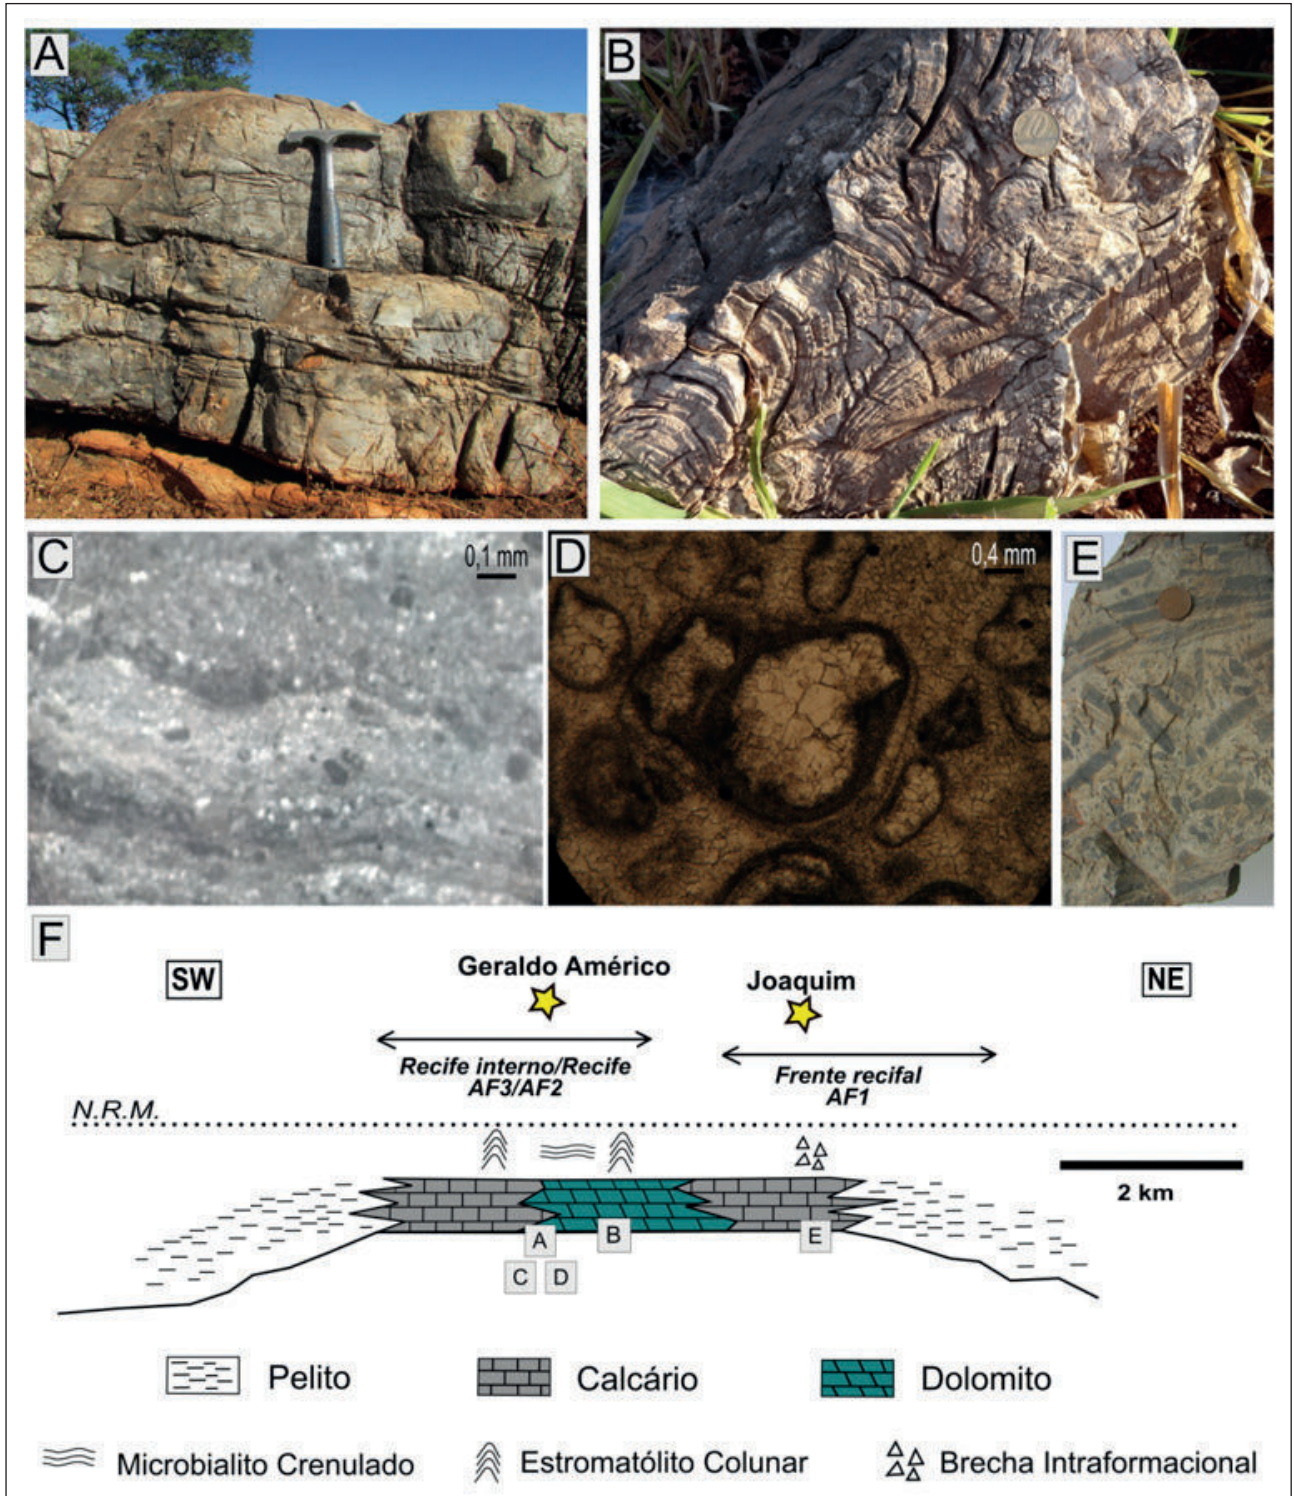 A
B
10
C
0,1 mm
D
0,4 mm
E
F
SW
Geraldo Américo
Joaquim
NE
Recife interno/Recife
AF3/AF2
Frente recifal
AF1
N.R.M.
2 km
A
B
E
C
D
Pelito
Calcário
Dolomito
Microbialito Crenulado
Estromatólito Colunar
Brecha Intraformacional